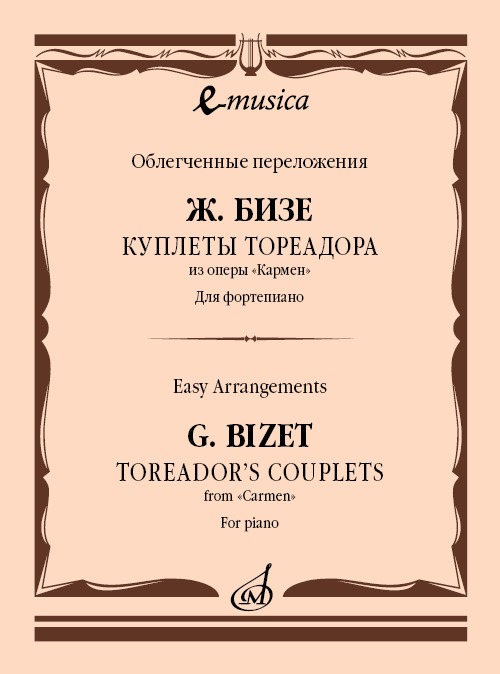 e-musica
Облегченные переложения
Ж. БИЗЕ
КУПЛЕТЫ ТОРЕАДОРА
из оперы «Кармен»
Для фортепиано
Easy Arrangements
G. BIZET
TOREADOR'S COUPLETS
from «Carmen»
For piano
М